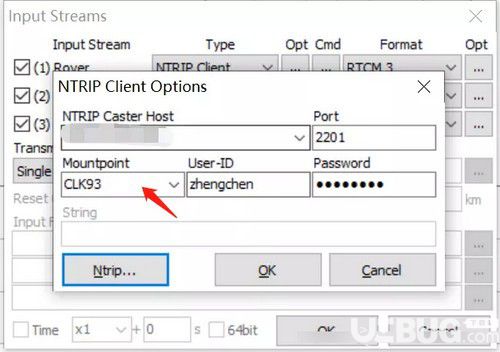 Input Streams
Input Stream Type Opt Cmd Format Opt
(1) Rover NTRIP Client ... ... RTCM 3 ...
(2)
NTRIP Client Options
(3)
NTRIP Caster Host Port
2201
Transm
Mountpoint User-ID Password
Single
CLK93 zhengchen ●●●●●●●●
Reset km
String
Input F
Ntrip... OK Cancel
Time x1 + 0 s 64bit OK Cancel
UEBUG.com